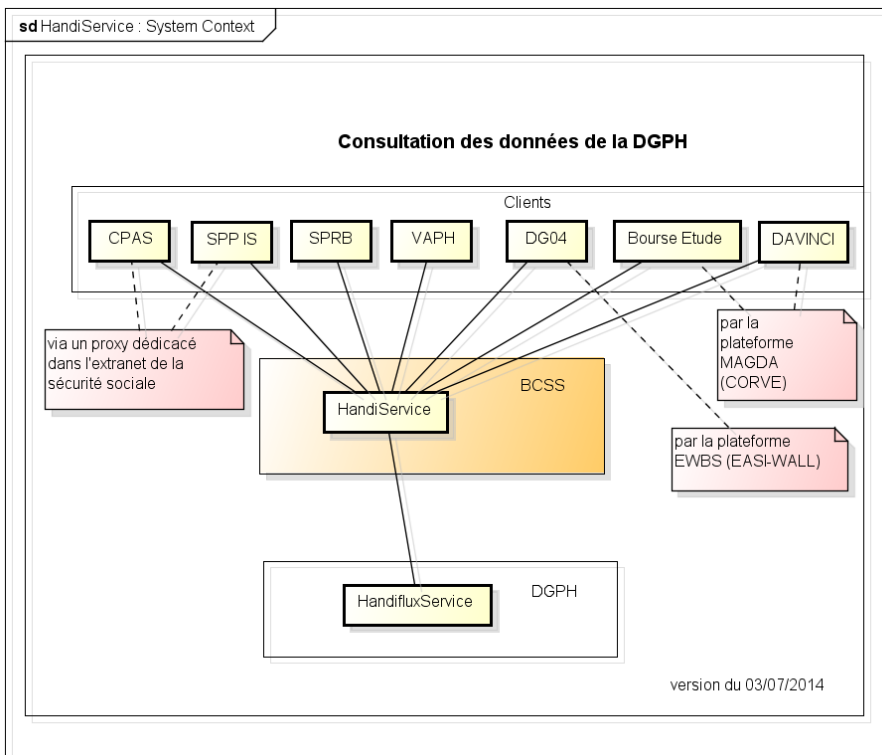 sd HandiService : System Context
Consultation des données de la DGPH
Clients
CPAS
SPP IS
SPRB
VAPH
DG04
Bourse Etude
DAVINCI
via un proxy dédicacé
dans l'extranet de la
sécurité sociale
par la
plateforme
MAGDA
(CORVE)
BCSS
HandiService
par la plateforme
EWBS (EASI-WALL)
DGPH
HandifluxService
version du 03/07/2014